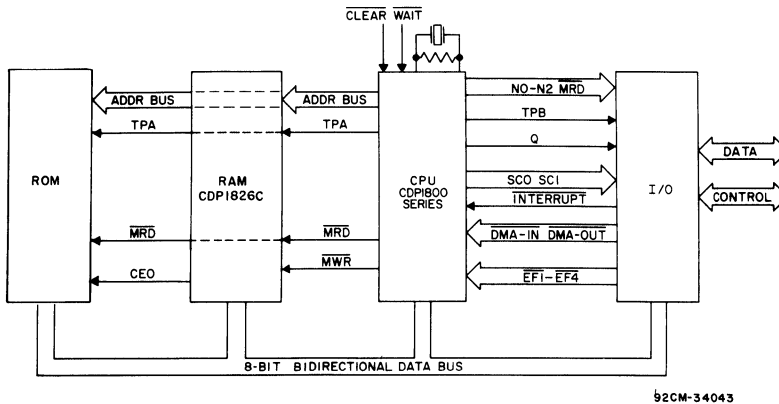 CLEAR WAIT
ADDR BUS
ADDR BUS
NO-N2 MRD
TPA
TPA
TPB
Q
DATA
ROM
RAM
CDP1826C
CPU
CDP1800
SERIES
SCO SCI
I/O
INTERRUPT
CONTROL
MRD
MRD
DMA-IN DMA-OUT
CEO
MWR
EF1-EF4
8-BIT BIDIRECTIONAL DATA BUS
92CM-34043